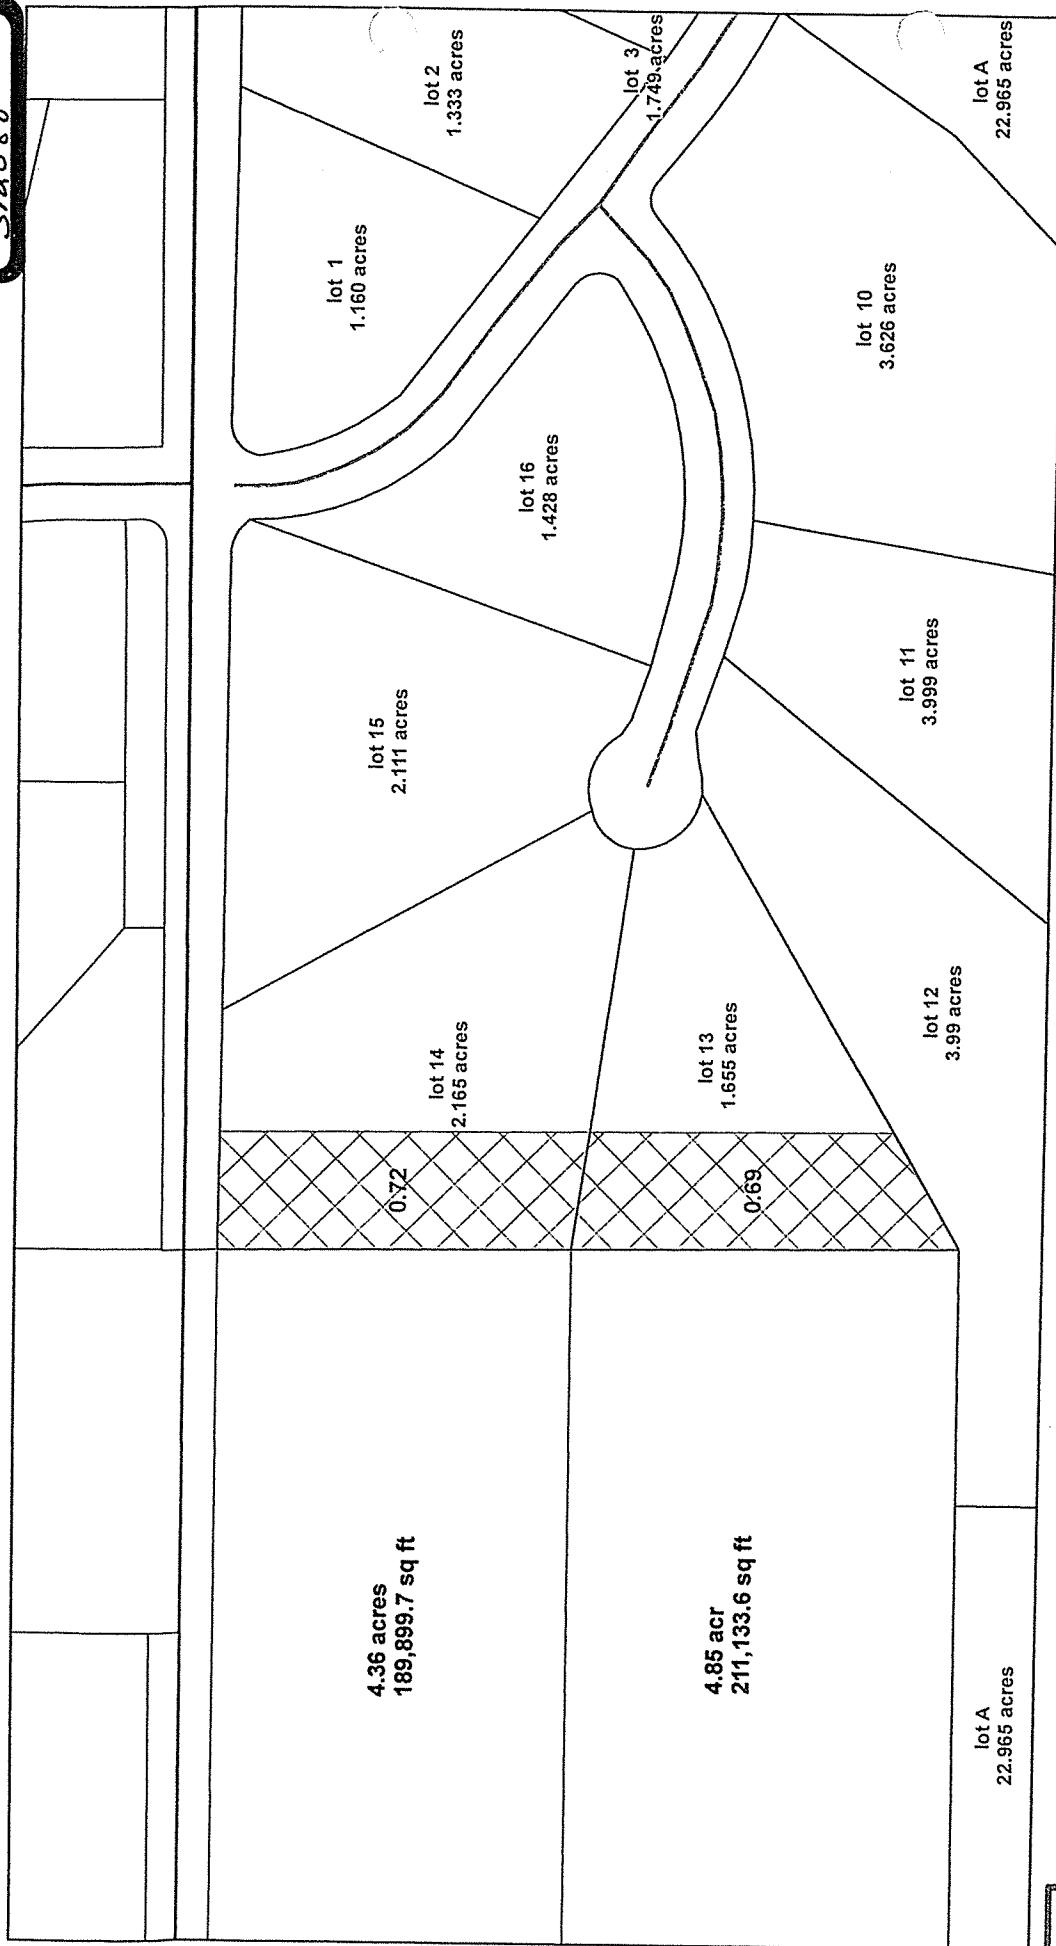 lot 2
1.333 acres
lot 3
1.749 acres
lot A
22.965 acres
lot 1
1.160 acres
lot 10
3.626 acres
lot 16
1.428 acres
lot 15
2.111 acres
lot 11
3.999 acres
lot 14
2.165 acres
lot 13
1.655 acres
lot 12
3.99 acres
0.72
0.69
4.36 acres
189,899.7 sq ft
4.85 acr
211,133.6 sq ft
lot A
22.965 acres